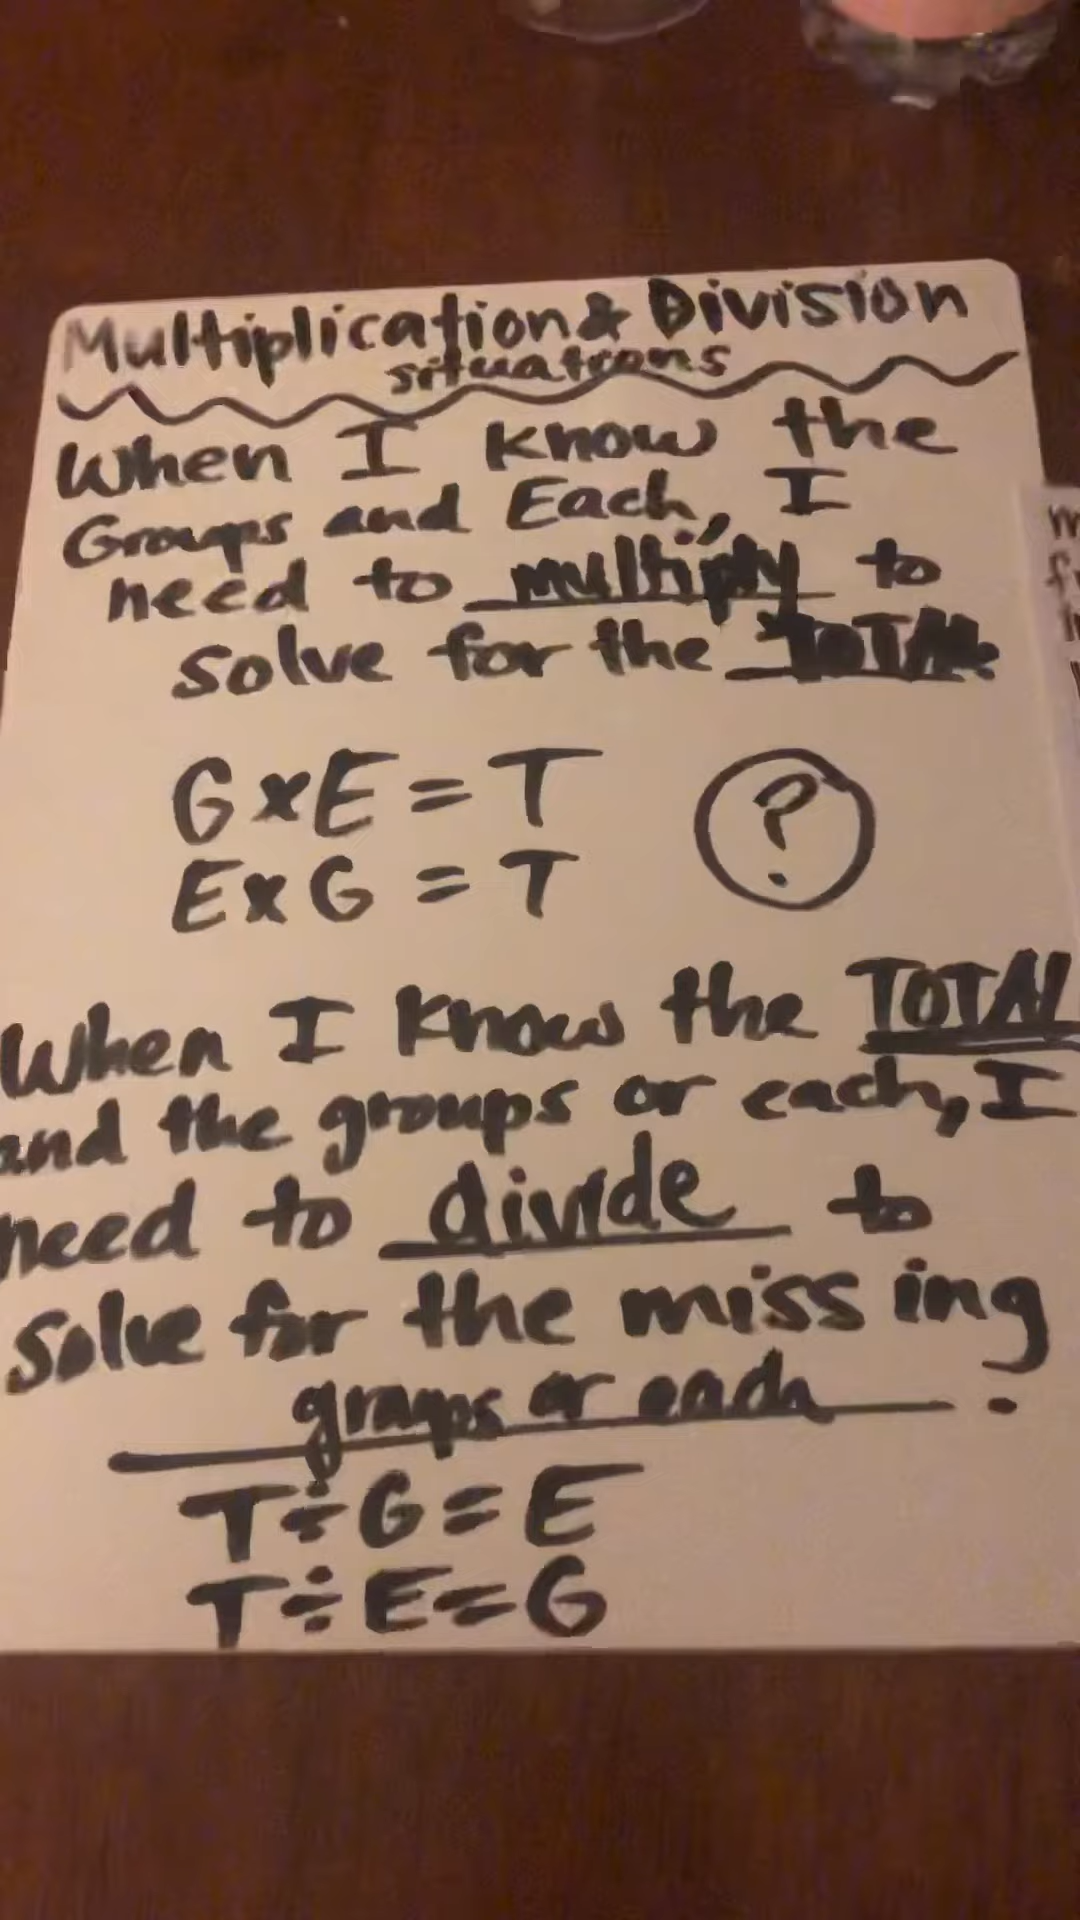 Multiplication & Division
situations
When I know the
Groups and Each, I
need to multiply to
solve for the TOTAL.
G x E = T
?
E x G = T
When I know the TOTAL
and the groups or each, I
need to divide to
solve for the missing
groups or each.
T ÷ G = E
T ÷ E = G